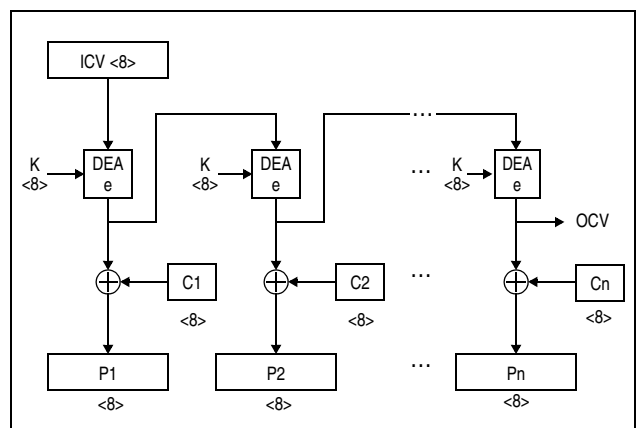 ICV <8>
...
K
<8>
DEA
e
K
<8>
DEA
e
...
K
<8>
DEA
e
OCV
C1
<8>
C2
<8>
...
Cn
<8>
P1
<8>
P2
<8>
...
Pn
<8>